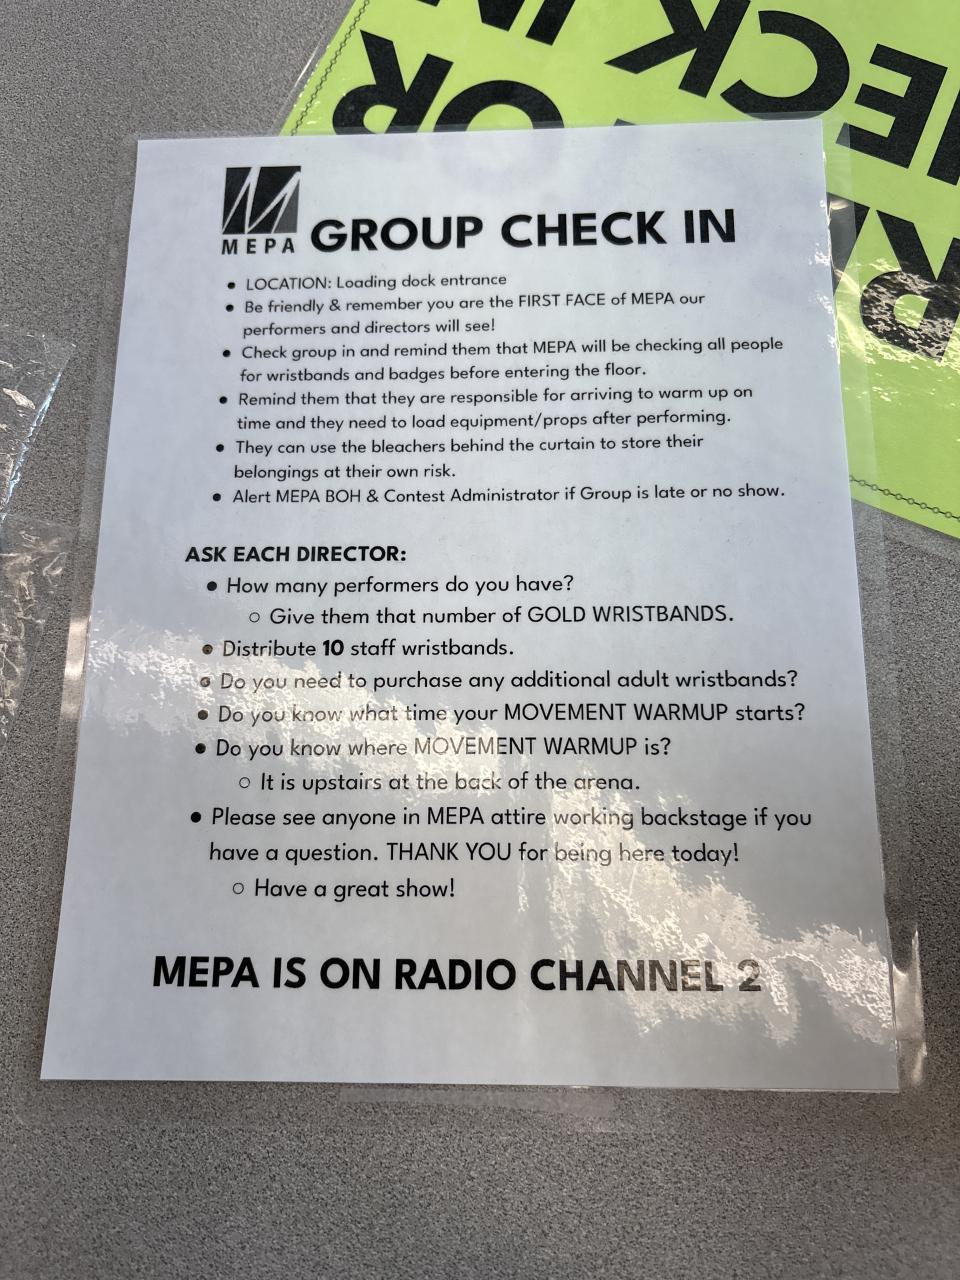 MEPA GROUP CHECK IN
• LOCATION: Loading dock entrance
• Be friendly & remember you are the FIRST FACE of MEPA our
performers and directors will see!
• Check group in and remind them that MEPA will be checking all people
for wristbands and badges before entering the floor.
• Remind them that they are responsible for arriving to warm up on
time and they need to load equipment/props after performing.
• They can use the bleachers behind the curtain to store their
belongings at their own risk.
• Alert MEPA BOH & Contest Administrator if Group is late or no show.
ASK EACH DIRECTOR:
• How many performers do you have?
○ Give them that number of GOLD WRISTBANDS.
• Distribute 10 staff wristbands.
• Do you need to purchase any additional adult wristbands?
• Do you know what time your MOVEMENT WARMUP starts?
• Do you know where MOVEMENT WARMUP is?
○ It is upstairs at the back of the arena.
• Please see anyone in MEPA attire working backstage if you
have a question. THANK YOU for being here today!
○ Have a great show!
MEPA IS ON RADIO CHANNEL 2
CHECK IN